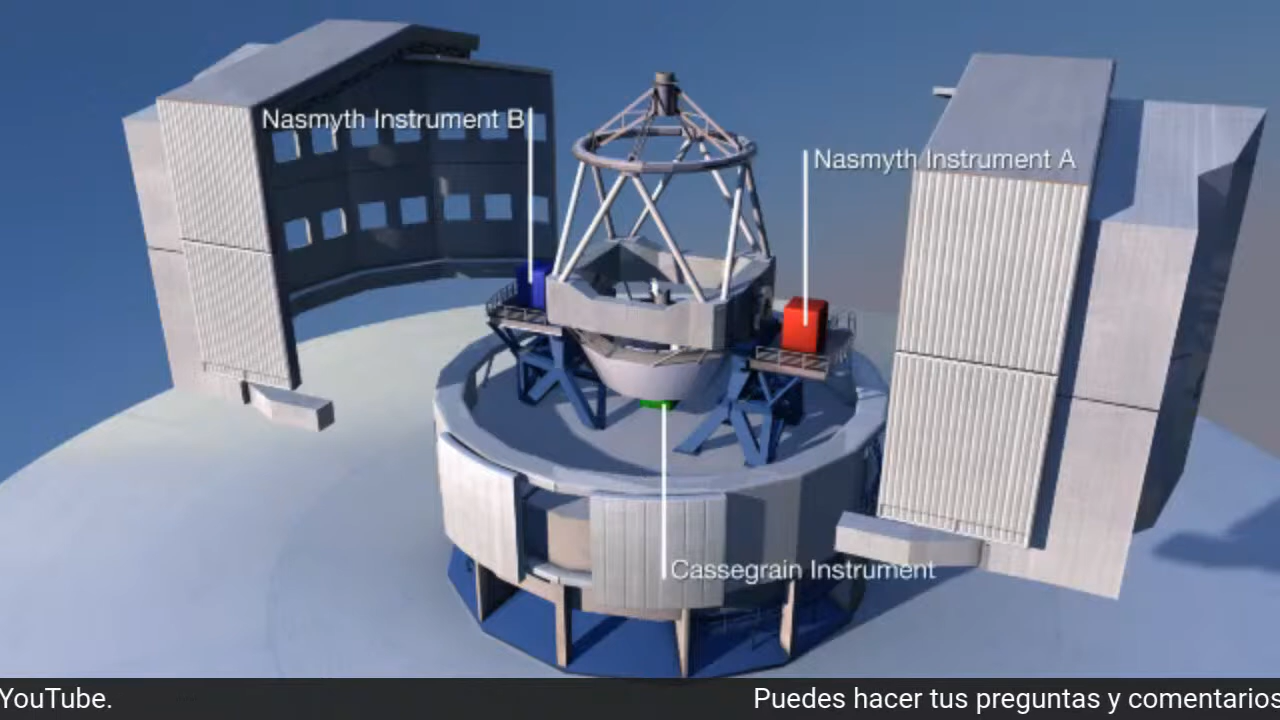 Nasmyth Instrument B
Nasmyth Instrument A
Cassegrain Instrument
YouTube. Puedes hacer tus preguntas y comentarios